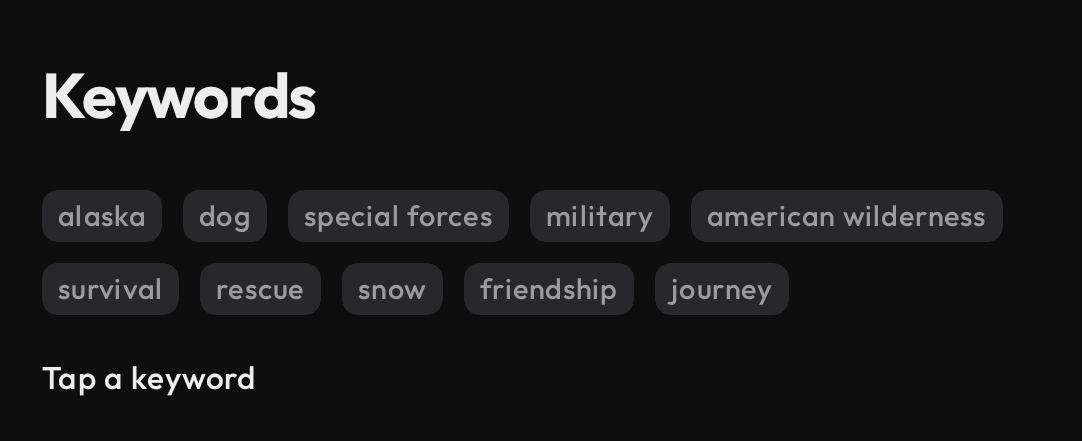 Keywords
alaska dog special forces military american wilderness
survival rescue snow friendship journey
Tap a keyword